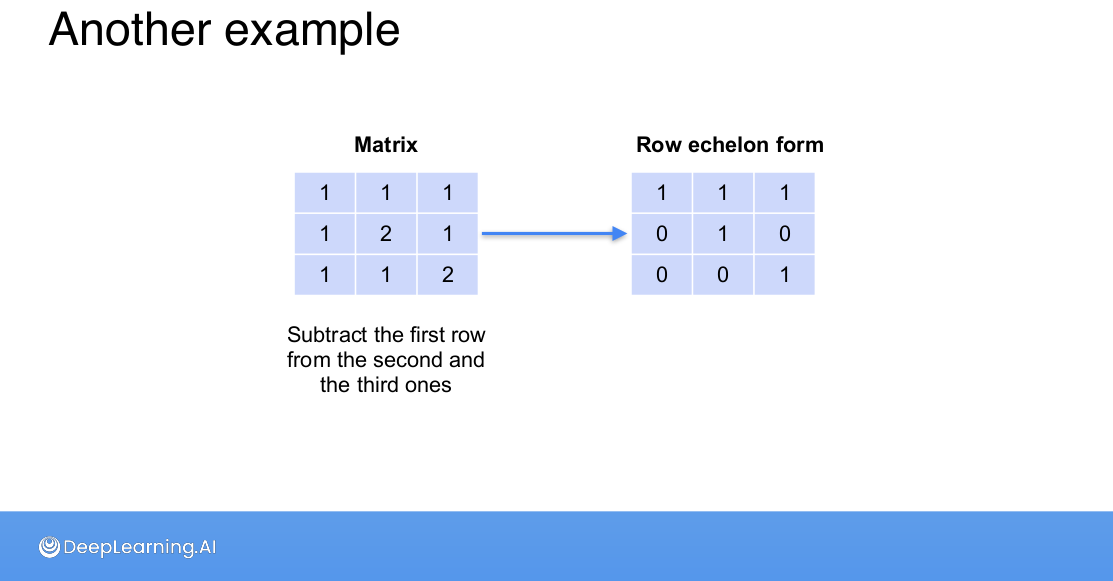 Another example
Matrix
Row echelon form
1 1 1
1 2 1
1 1 2
1 1 1
0 1 0
0 0 1
Subtract the first row
from the second and
the third ones
DeepLearning.AI